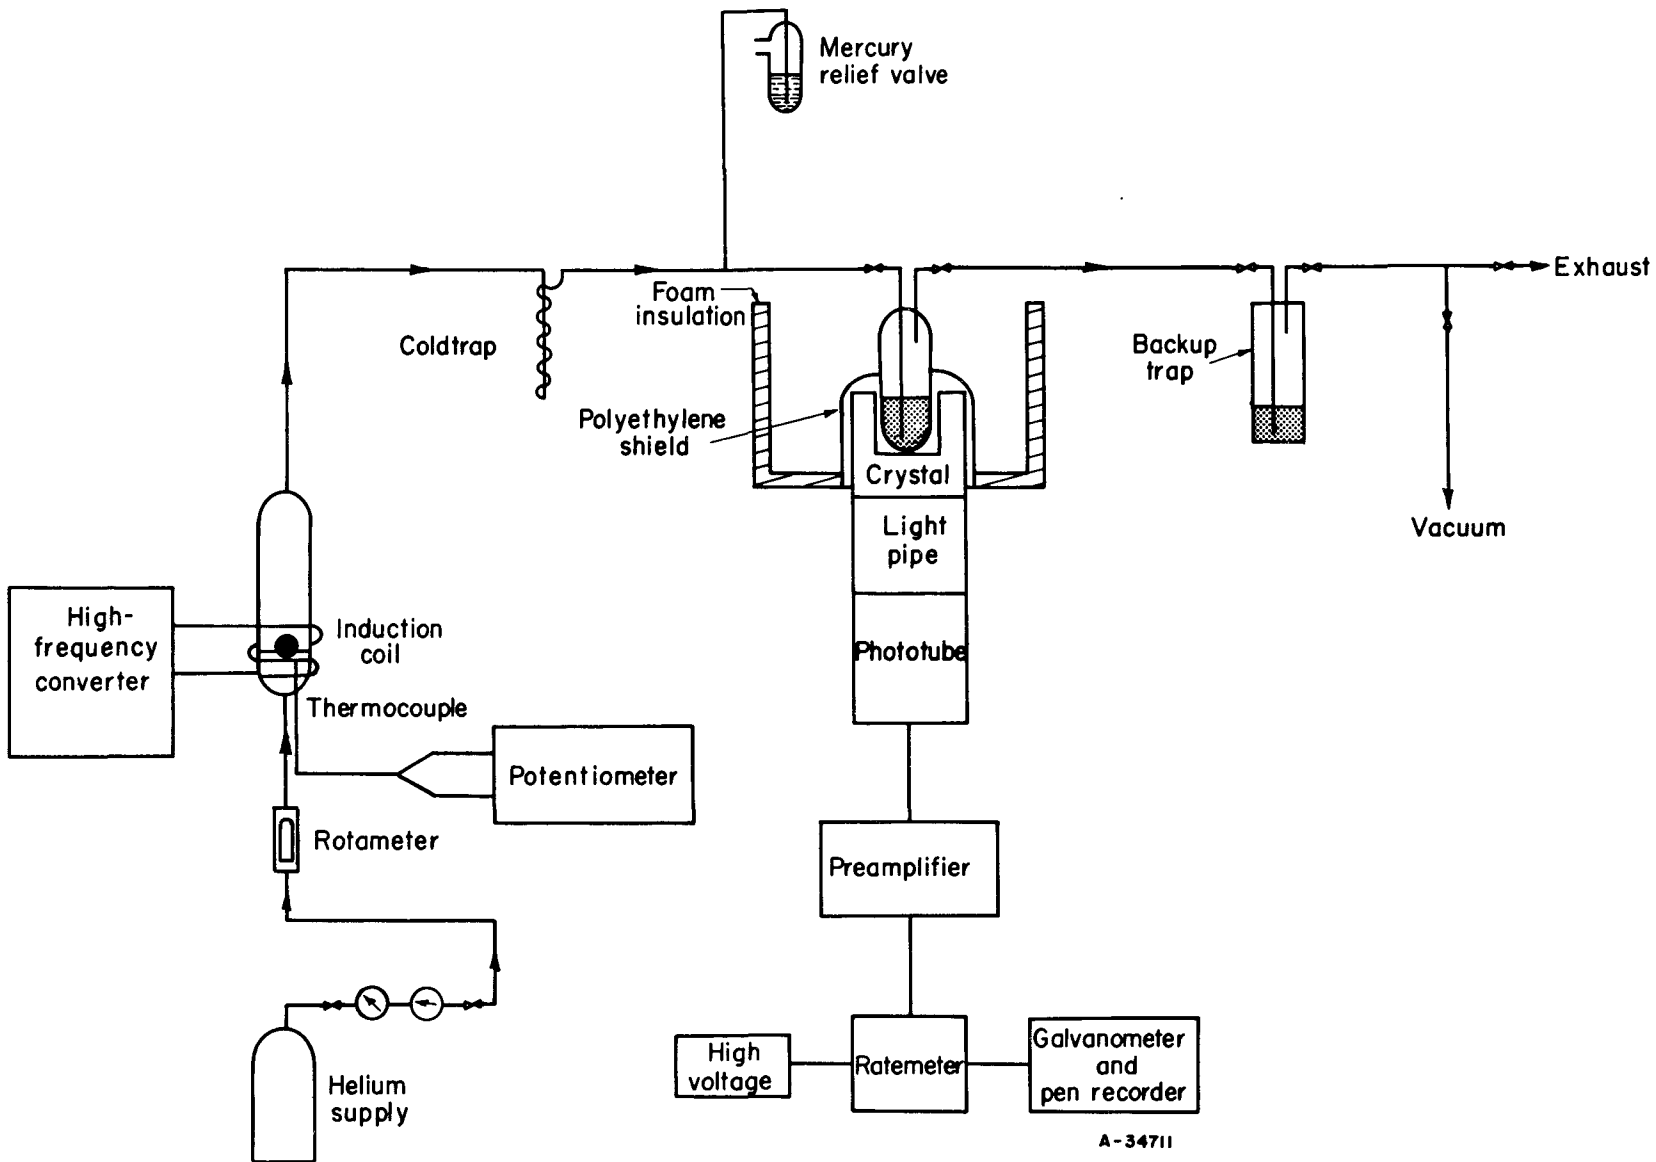 Mercury
relief valve
Exhaust
Foam
insulation
Coldtrap
Backup
trap
Polyethylene
shield
Crystal
Light
pipe
Vacuum
High-
frequency
converter
Induction
coil
Phototube
Thermocouple
Potentiometer
Rotameter
Preamplifier
Helium
supply
High
voltage
Ratemeter
Galvanometer
and
pen recorder
A-34711